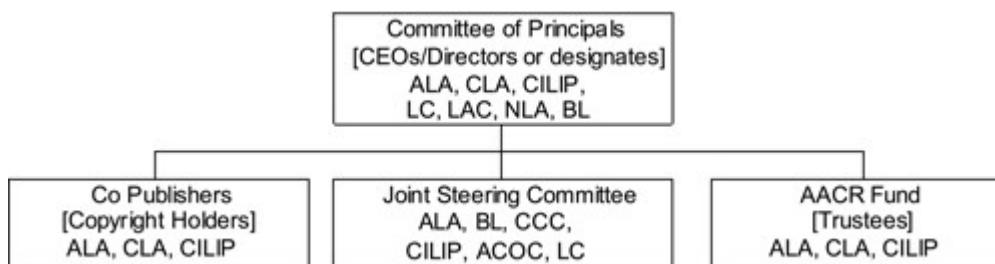 Committee of Principals
[CEOs/Directors or designates]
ALA, CLA, CILIP,
LC, LAC, NLA, BL
Co Publishers
[Copyright Holders]
ALA, CLA, CILIP
Joint Steering Committee
ALA, BL, CCC,
CILIP, ACOC, LC
AACR Fund
[Trustees]
ALA, CLA, CILIP